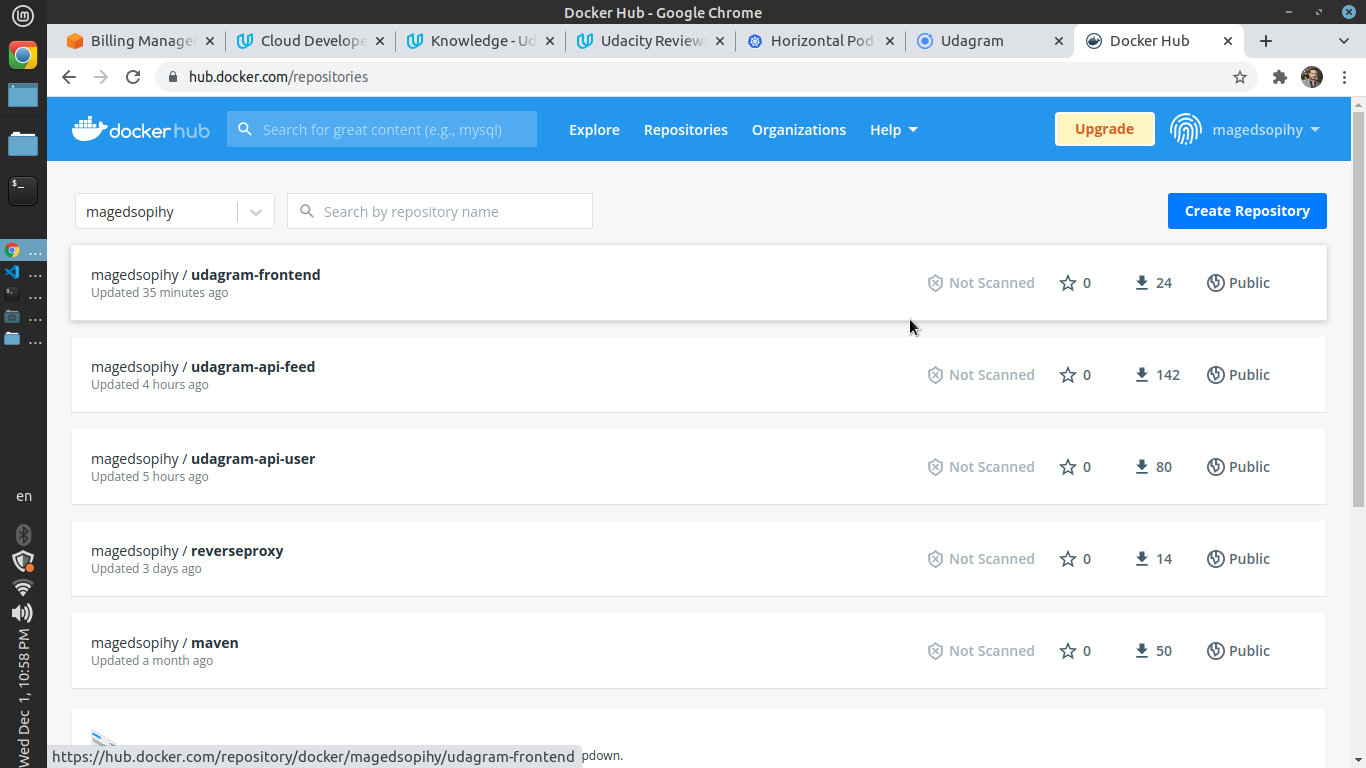 Docker Hub - Google Chrome
Billing Manage
Cloud Develope
Knowledge - Ud
Udacity Reviews
Horizontal Pod
Udagram
Docker Hub
hub.docker.com/repositories
docker hub
Search for great content (e.g., mysql)
Explore
Repositories
Organizations
Help
Upgrade
magedsopihy
magedsopihy
Search by repository name
Create Repository
magedsopihy / udagram-frontend
Updated 35 minutes ago
Not Scanned
0
24
Public
magedsopihy / udagram-api-feed
Updated 4 hours ago
Not Scanned
0
142
Public
magedsopihy / udagram-api-user
Updated 5 hours ago
Not Scanned
0
80
Public
magedsopihy / reverseproxy
Updated 3 days ago
Not Scanned
0
14
Public
magedsopihy / maven
Updated a month ago
Not Scanned
0
50
Public
pdown.
https://hub.docker.com/repository/docker/magedsopihy/udagram-frontend
$_
...
...
...
...
...
en
Wed Dec 1, 10:58 PM